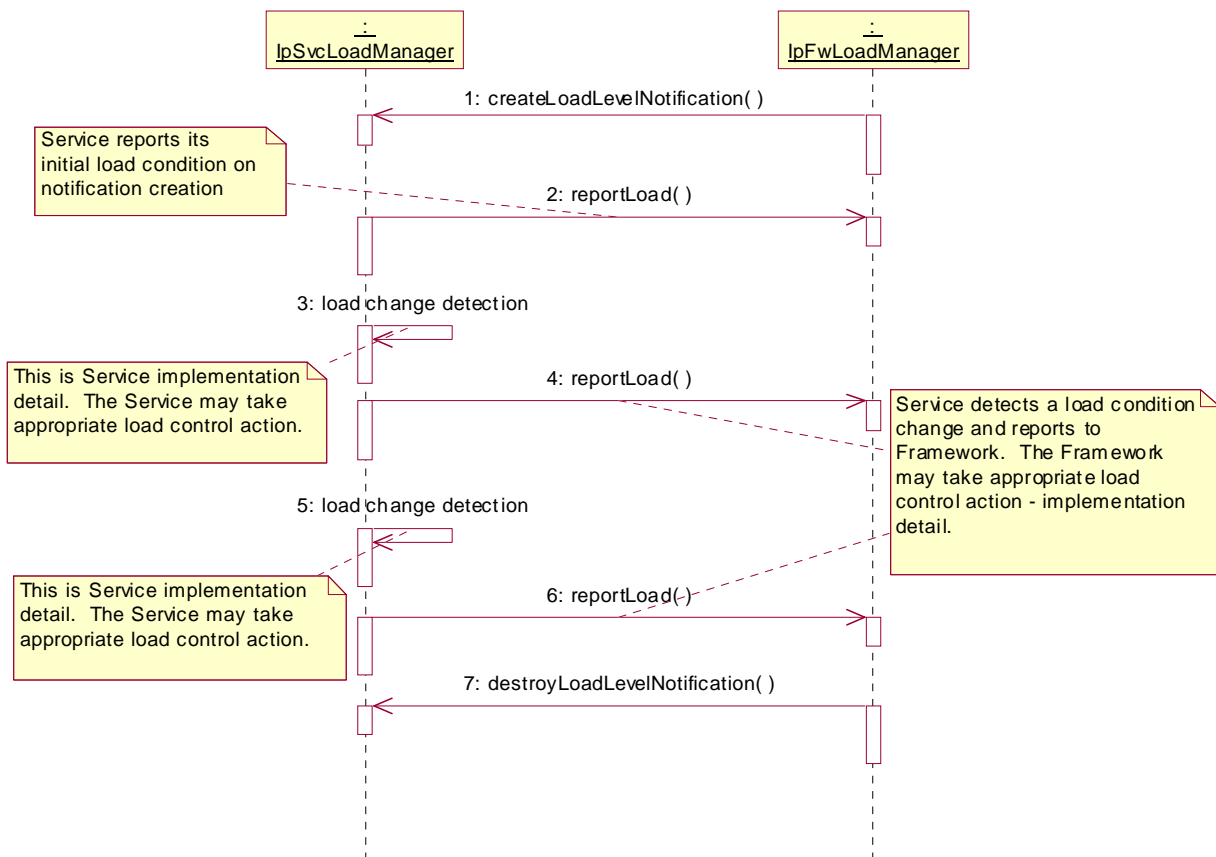 :
IpSvcLoadManager
:
IpFwLoadManager
1: createLoadLevelNotification( )
Service reports its
initial load condition on
notification creation
2: reportLoad( )
3: load change detection
This is Service implementation
detail. The Service may take
appropriate load control action.
4: reportLoad( )
Service detects a load condition
change and reports to
Framework. The Framework
may take appropriate load
control action - implementation
detail.
5: load change detection
This is Service implementation
detail. The Service may take
appropriate load control action.
6: reportLoad( )
7: destroyLoadLevelNotification( )